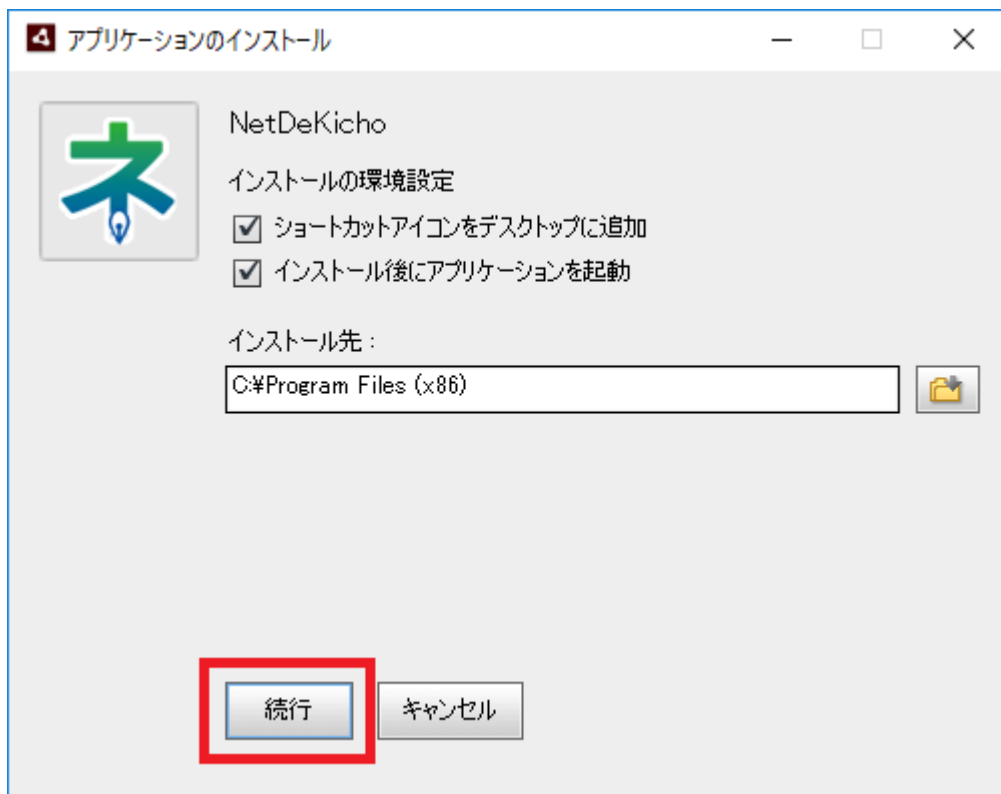 アプリケーションのインストール
ネ
NetDeKicho
インストールの環境設定
ショートカットアイコンをデスクトップに追加
インストール後にアプリケーションを起動
インストール先：
C:¥Program Files (x86)
続行
キャンセル